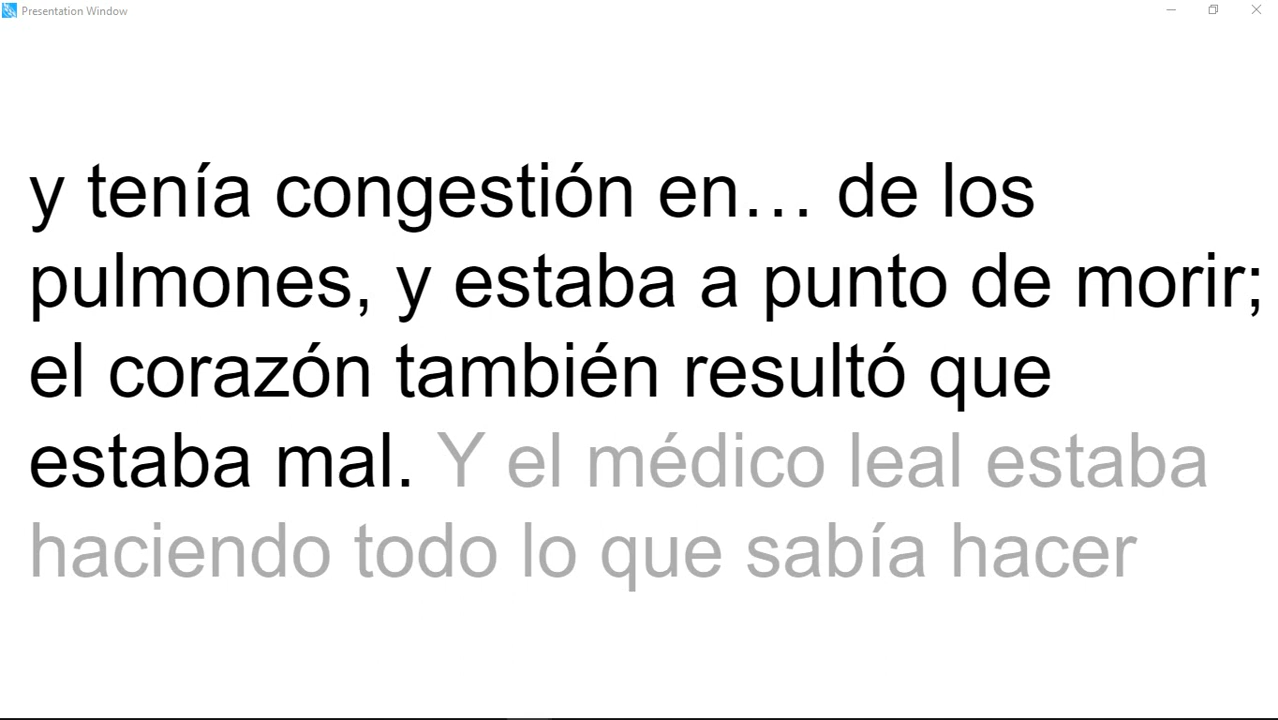 Presentation Window
y tenía congestión en… de los
pulmones, y estaba a punto de morir;
el corazón también resultó que
estaba mal. Y el médico leal estaba
haciendo todo lo que sabía hacer